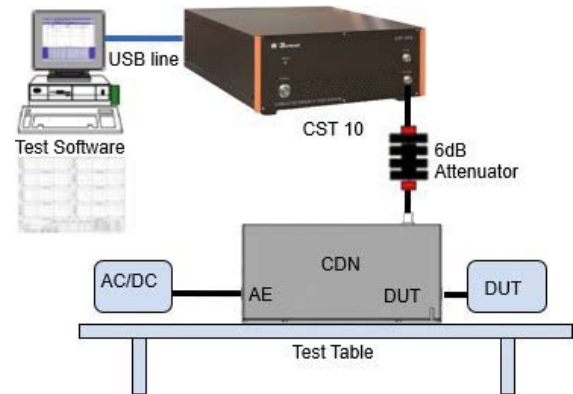 USB line
CST 10
Test Software
6dB
Attenuator
CDN
AC/DC
AE
DUT
DUT
Test Table